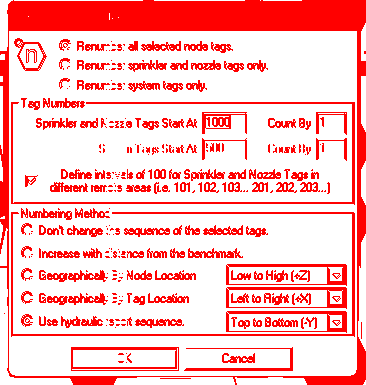 n
Renumber all selected node tags.
Renumber sprinkler and nozzle tags only.
Renumber system tags only.
Tag Numbers
Sprinkler and Nozzle Tags Start At 1000 Count By 1
Tags Start At 500 Count By 1
Define intervals of 100 for Sprinkler and Nozzle Tags in
different remote areas (i.e. 101, 102, 103... 201, 202, 203...)
Numbering Method
Don't change the sequence of the selected tags.
Increase with distance from the benchmark.
Geographically By Node Location Low to High (+Z)
Geographically By Tag Location Left to Right (+X)
Use hydraulic report sequence. Top to Bottom (-Y)
OK Cancel